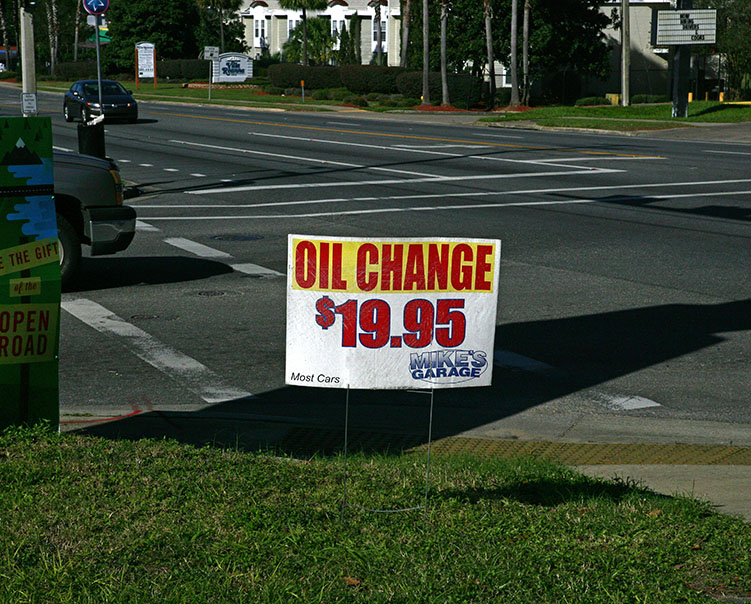 OIL CHANGE
$19.95
MIKE'S
GARAGE
Most Cars
E THE GIFT
of the
OPEN
ROAD